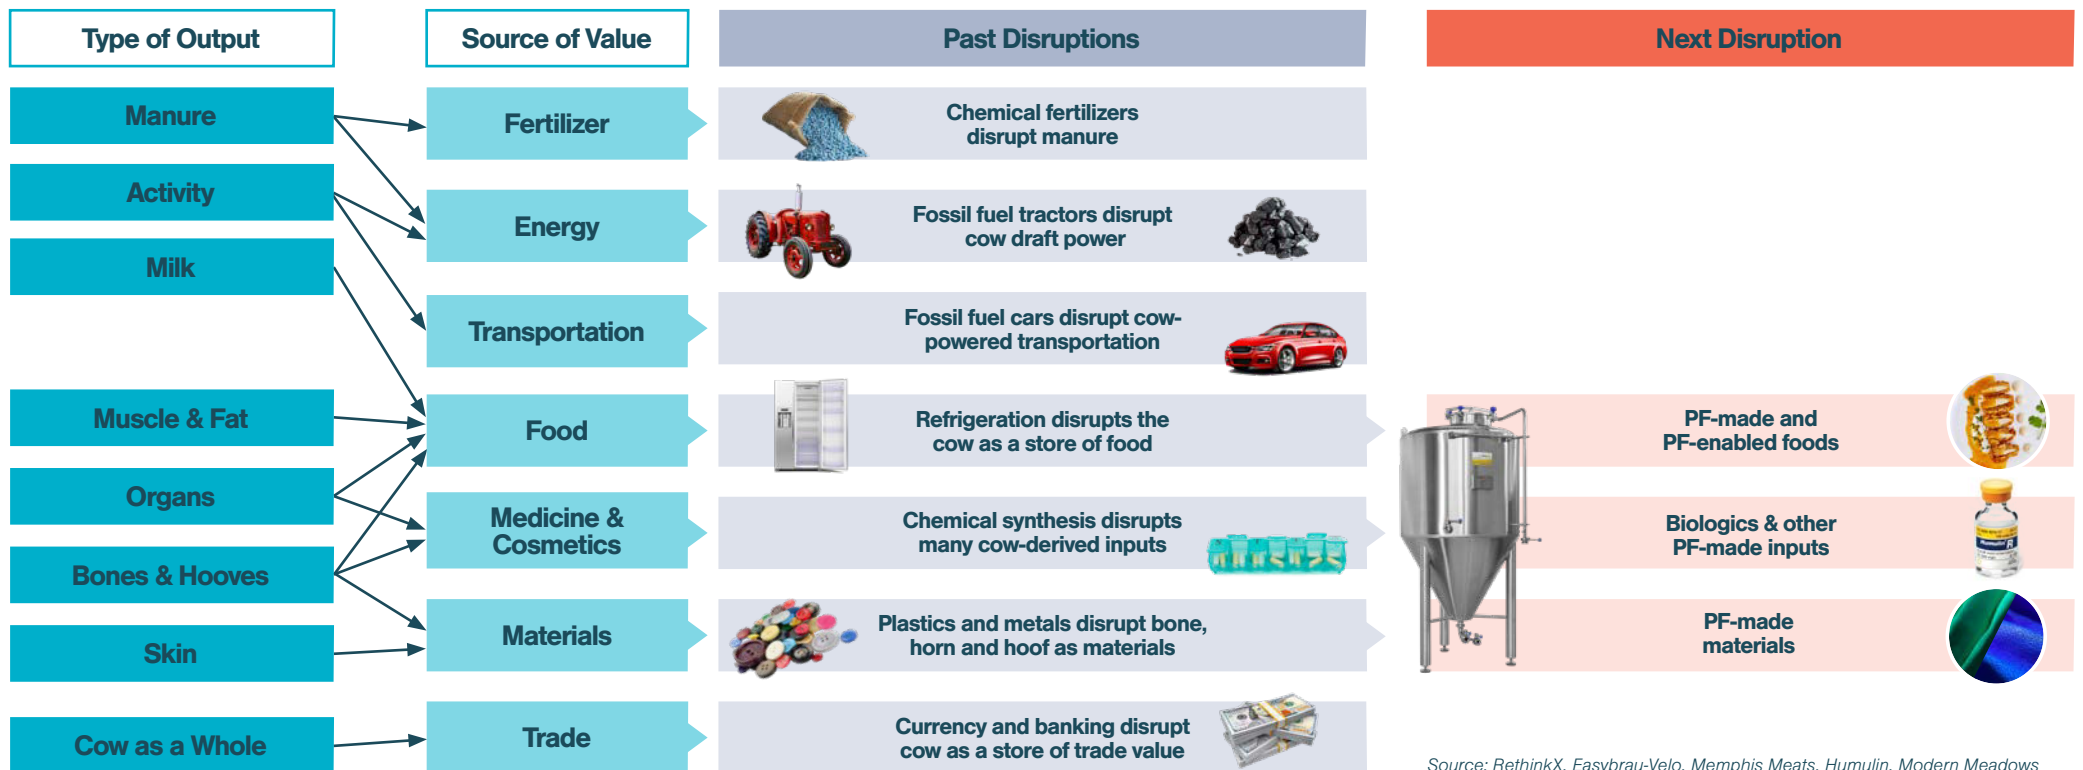 Type of Output
Source of Value
Past Disruptions
Next Disruption
Manure
Activity
Milk
Muscle & Fat
Organs
Bones & Hooves
Skin
Cow as a Whole
Fertilizer
Energy
Transportation
Food
Medicine &
Cosmetics
Materials
Trade
Chemical fertilizers
disrupt manure
Fossil fuel tractors disrupt
cow draft power
Fossil fuel cars disrupt cow-
powered transportation
Refrigeration disrupts the
cow as a store of food
Chemical synthesis disrupts
many cow-derived inputs
Plastics and metals disrupt bone,
horn and hoof as materials
Currency and banking disrupt
cow as a store of trade value
PF-made and
PF-enabled foods
Biologics & other
PF-made inputs
Humulin R
PF-made
materials
Source: RethinkX, Easybrau-Velo, Memphis Meats, Humulin, Modern Meadows